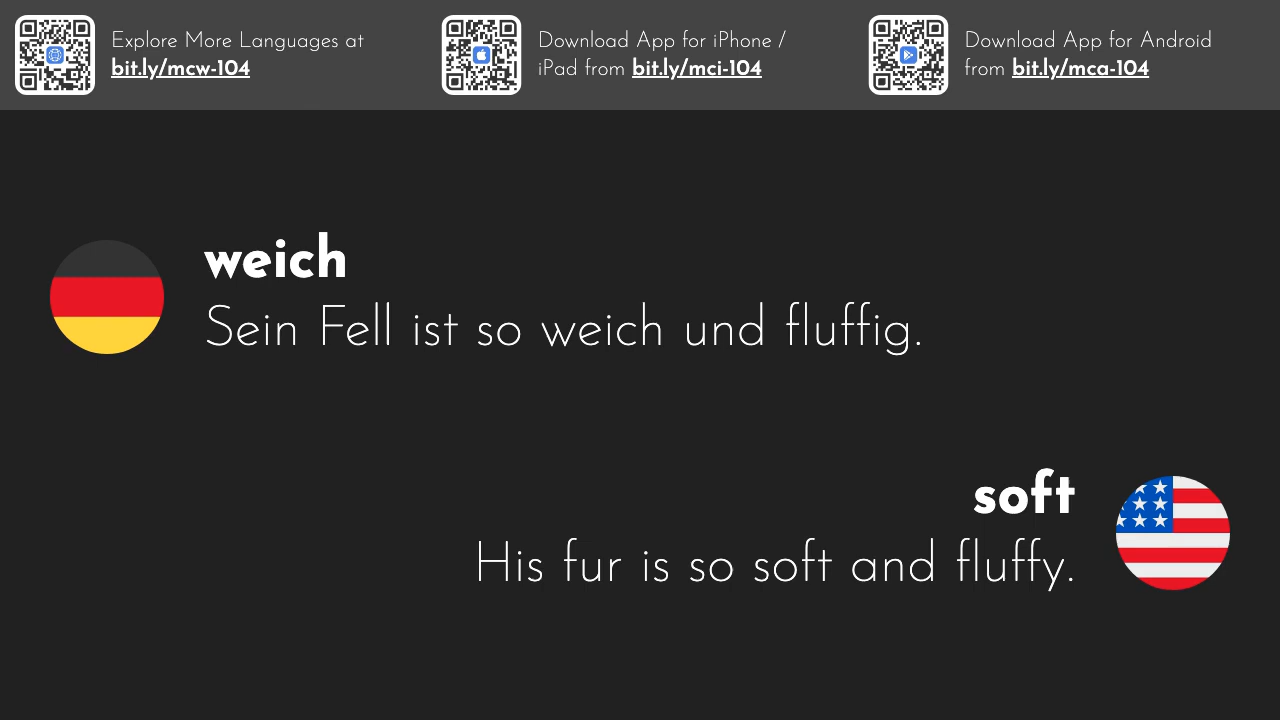 Explore More Languages at
bit.ly/mcw-104
Download App for iPhone /
iPad from bit.ly/mci-104
Download App for Android
from bit.ly/mca-104
weich
Sein Fell ist so weich und fluffig.
soft
His fur is so soft and fluffy.